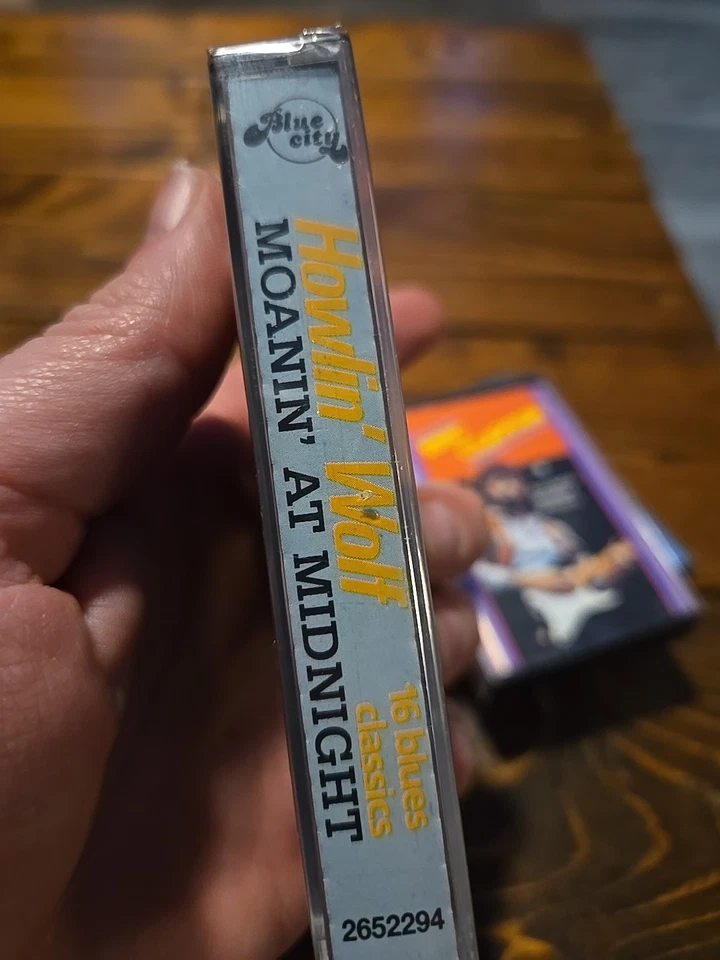 Blue
city
Howlin' Wolf
MOANIN' AT MIDNIGHT
16 blues
classics
2652294